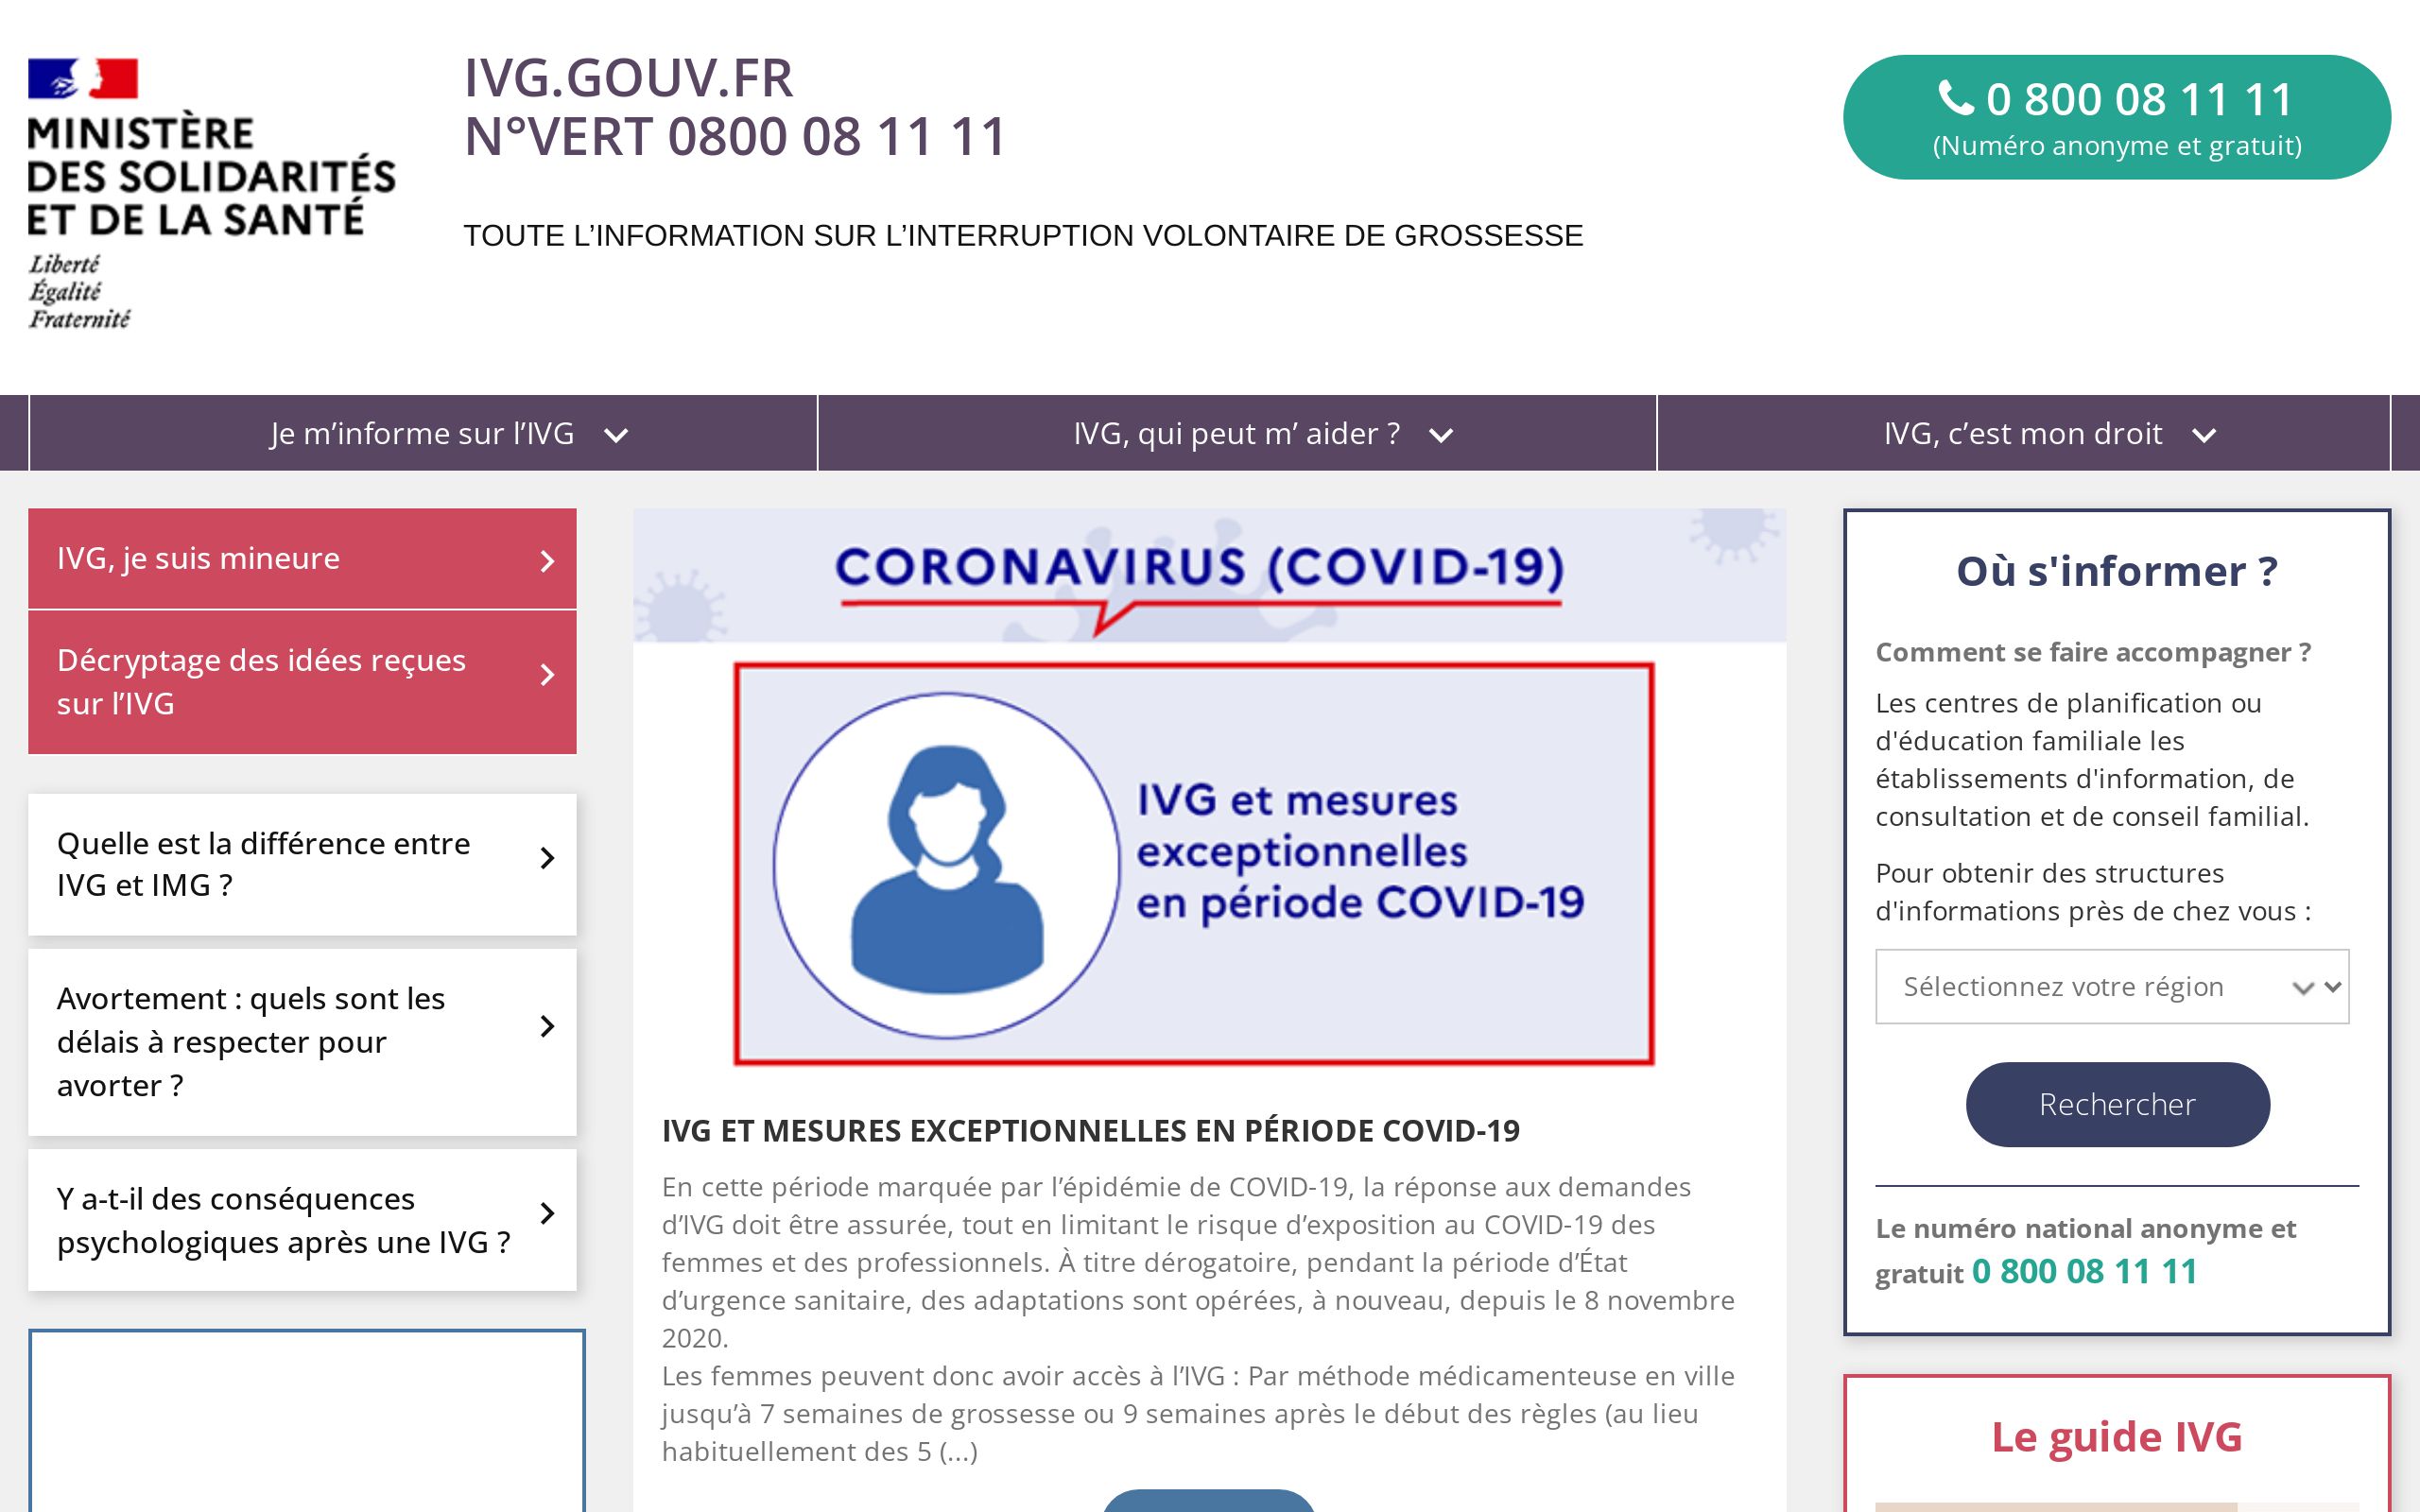 MINISTÈRE
DES SOLIDARITÉS
ET DE LA SANTÉ
Liberté
Égalité
Fraternité
IVG.GOUV.FR
N°VERT 0800 08 11 11
TOUTE L’INFORMATION SUR L’INTERRUPTION VOLONTAIRE DE GROSSESSE
0 800 08 11 11
(Numéro anonyme et gratuit)
Je m’informe sur l’IVG
IVG, qui peut m’ aider ?
IVG, c’est mon droit
IVG, je suis mineure
Décryptage des idées reçues
sur l’IVG
Quelle est la différence entre
IVG et IMG ?
Avortement : quels sont les
délais à respecter pour
avorter ?
Y a-t-il des conséquences
psychologiques après une IVG ?
CORONAVIRUS (COVID-19)
IVG et mesures
exceptionnelles
en période COVID-19
IVG ET MESURES EXCEPTIONNELLES EN PÉRIODE COVID-19
En cette période marquée par l’épidémie de COVID-19, la réponse aux demandes
d’IVG doit être assurée, tout en limitant le risque d’exposition au COVID-19 des
femmes et des professionnels. À titre dérogatoire, pendant la période d’État
d’urgence sanitaire, des adaptations sont opérées, à nouveau, depuis le 8 novembre
2020.
Les femmes peuvent donc avoir accès à l’IVG : Par méthode médicamenteuse en ville
jusqu’à 7 semaines de grossesse ou 9 semaines après le début des règles (au lieu
habituellement des 5 (...)
Où s'informer ?
Comment se faire accompagner ?
Les centres de planification ou
d'éducation familiale les
établissements d'information, de
consultation et de conseil familial.
Pour obtenir des structures
d'informations près de chez vous :
Sélectionnez votre région
Rechercher
Le numéro national anonyme et
gratuit 0 800 08 11 11
Le guide IVG